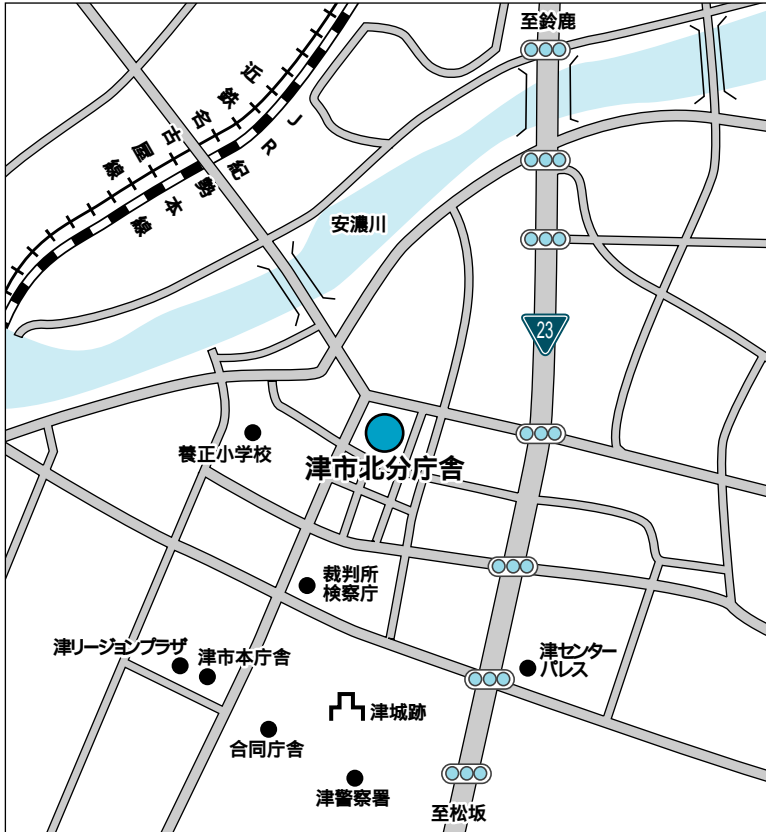 至鈴鹿
近鉄名古屋線
JR紀勢本線
安濃川
23
養正小学校
津市北分庁舎
裁判所
検察庁
津リージョンプラザ
津市本庁舎
津センター
パレス
津城跡
合同庁舎
津警察署
至松坂